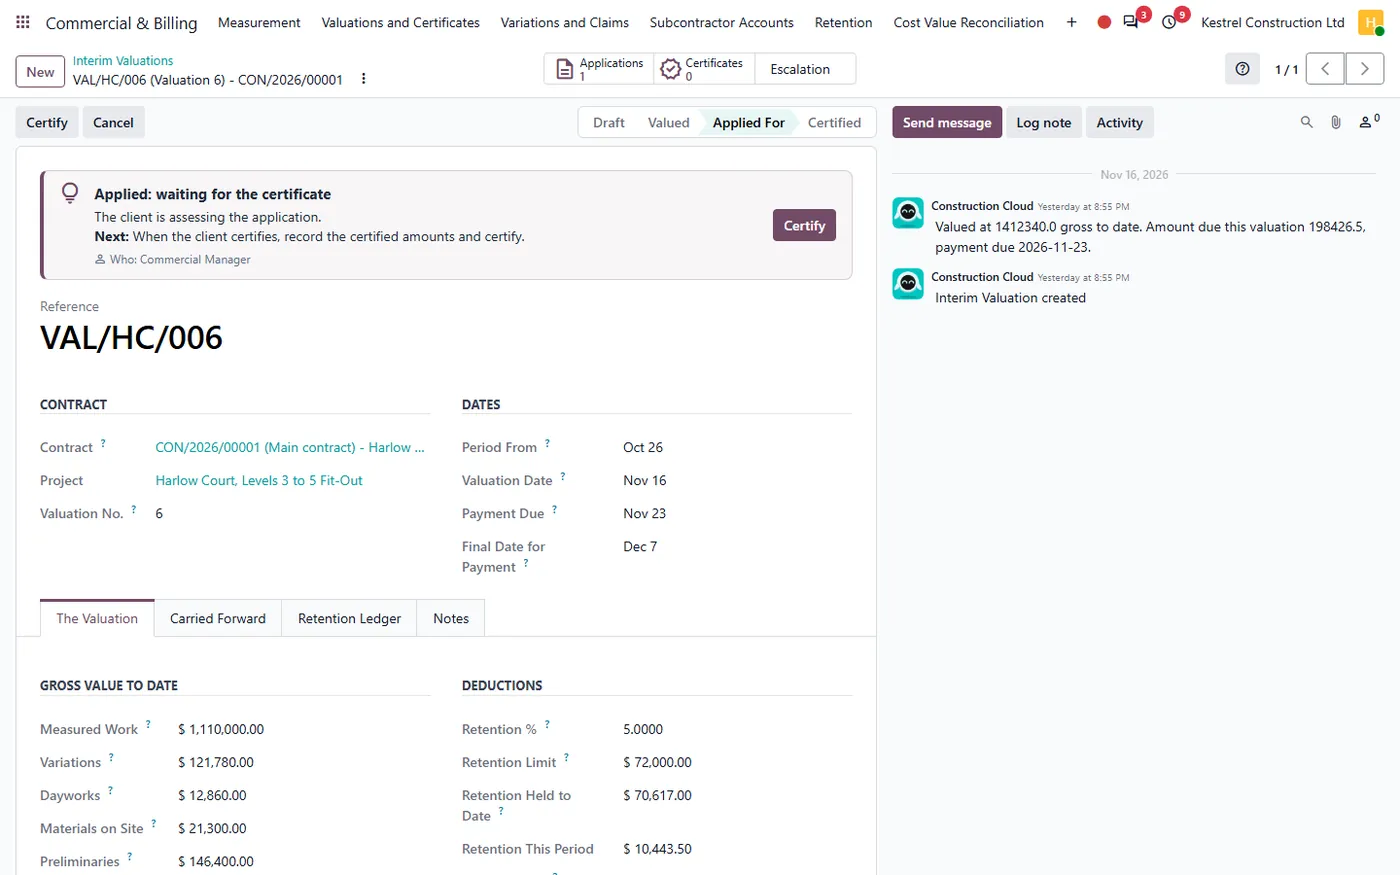 Commercial & Billing
Measurement
Valuations and Certificates
Variations and Claims
Subcontractor Accounts
Retention
Cost Value Reconciliation
+
3
9
Kestrel Construction Ltd
H
New
Interim Valuations
VAL/HC/006 (Valuation 6) - CON/2026/00001
Applications
1
Certificates
0
Escalation
1 / 1
Certify
Cancel
Draft
Valued
Applied For
Certified
Send message
Log note
Activity
0
Applied: waiting for the certificate
The client is assessing the application.
Next: When the client certifies, record the certified amounts and certify.
Who: Commercial Manager
Certify
Nov 16, 2026
Construction Cloud Yesterday at 8:55 PM
Valued at 1412340.0 gross to date. Amount due this valuation 198426.5,
payment due 2026-11-23.
Construction Cloud Yesterday at 8:55 PM
Interim Valuation created
Reference
VAL/HC/006
CONTRACT
Contract ? CON/2026/00001 (Main contract) - Harlow ...
Project Harlow Court, Levels 3 to 5 Fit-Out
Valuation No. ? 6
DATES
Period From ? Oct 26
Valuation Date ? Nov 16
Payment Due ? Nov 23
Final Date for Dec 7
Payment ?
The Valuation
Carried Forward
Retention Ledger
Notes
GROSS VALUE TO DATE
Measured Work ? $ 1,110,000.00
Variations ? $ 121,780.00
Dayworks ? $ 12,860.00
Materials on Site ? $ 21,300.00
Preliminaries ? $ 146,400.00
DEDUCTIONS
Retention % ? 5.0000
Retention Limit ? $ 72,000.00
Retention Held to $ 70,617.00
Date ?
Retention This Period $ 10,443.50